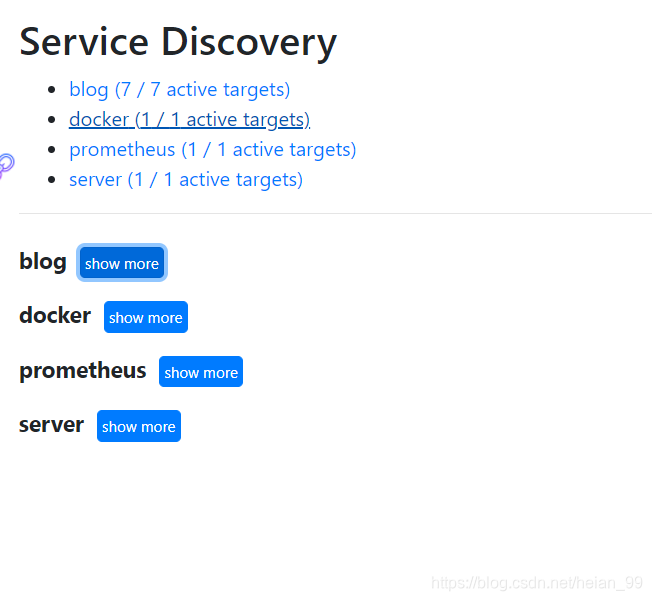 Service Discovery
blog (7 / 7 active targets)
docker (1 / 1 active targets)
prometheus (1 / 1 active targets)
server (1 / 1 active targets)
blog show more
docker show more
prometheus show more
server show more
https://blog.csdn.net/heian_99